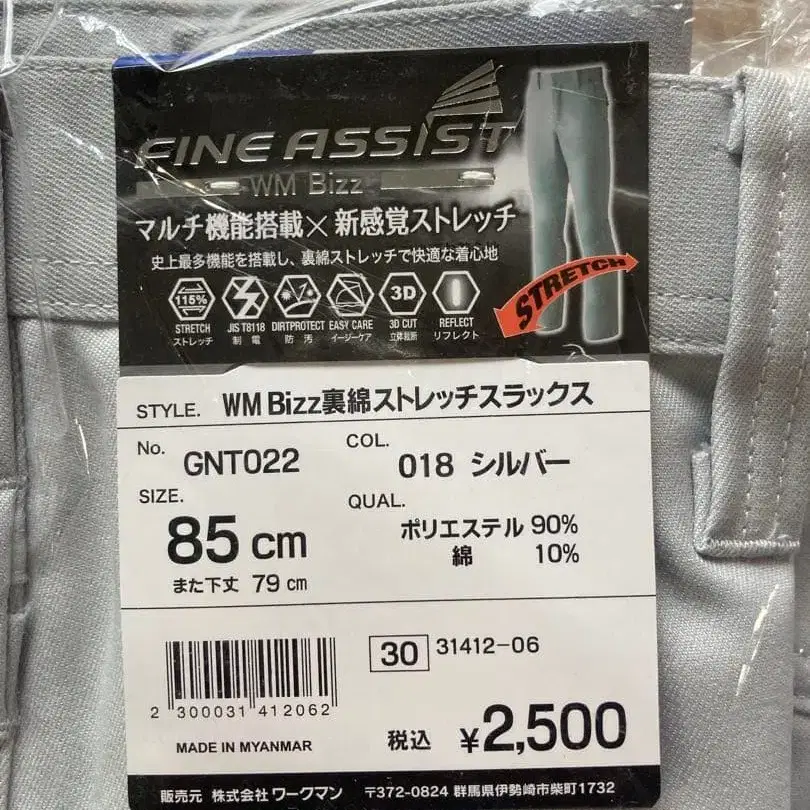 FINE ASSIST
WM Bizz
マルチ機能搭載×新感覚ストレッチ
史上最多機能を搭載し、裏綿ストレッチで快適な着心地
115%
3D
STRETCH JIS T8118 DIRTPROTECT EASY CARE 3D CUT REFLECT
ストレッチ 制電 防汚 イージーケア 立体裁断 リフレクト
STRETCH
STYLE. WM Bizz裏綿ストレッチスラックス
No. GNT022
COL. 018 シルバー
SIZE. 85cm
また下丈 79cm
QUAL. ポリエステル 90%
綿 10%
30 31412-06
2 300031 412062
MADE IN MYANMAR
税込 ¥2,500
販売元 株式会社 ワークマン 〒372-0824 群馬県伊勢崎市柴町1732